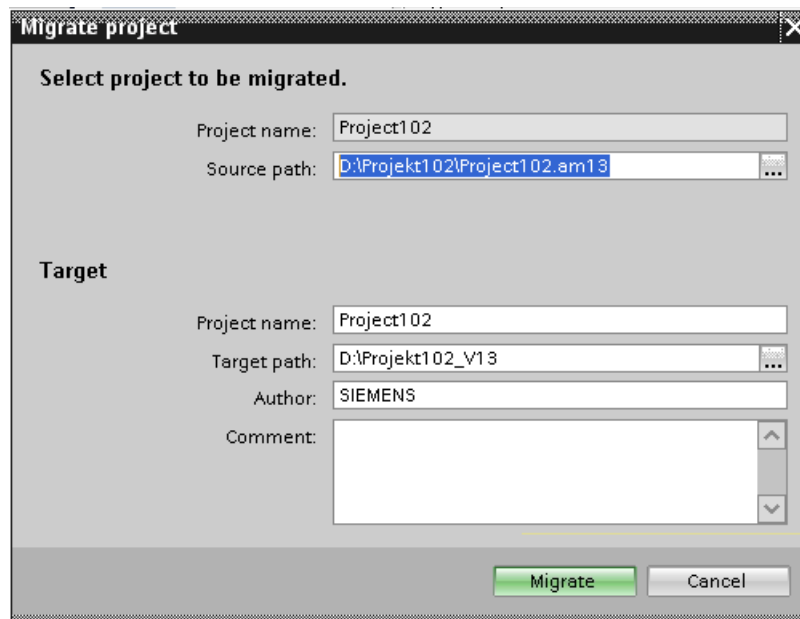 Migrate project
Select project to be migrated.
Project name: Project102
Source path: D:\Projekt102\Project102.am13
...
Target
Project name: Project102
Target path: D:\Projekt102_V13
...
Author: SIEMENS
Comment:
Migrate Cancel